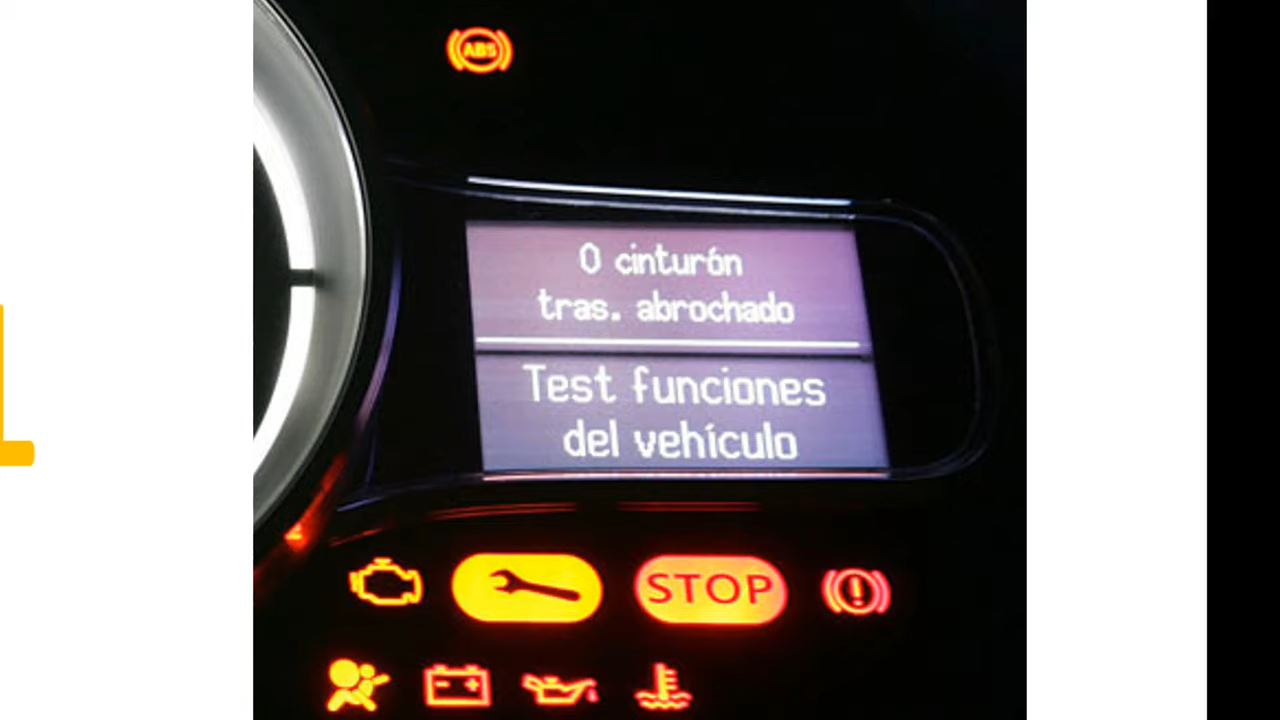 ABS
0 cinturón
tras. abrochado
Test funciones
del vehículo
STOP